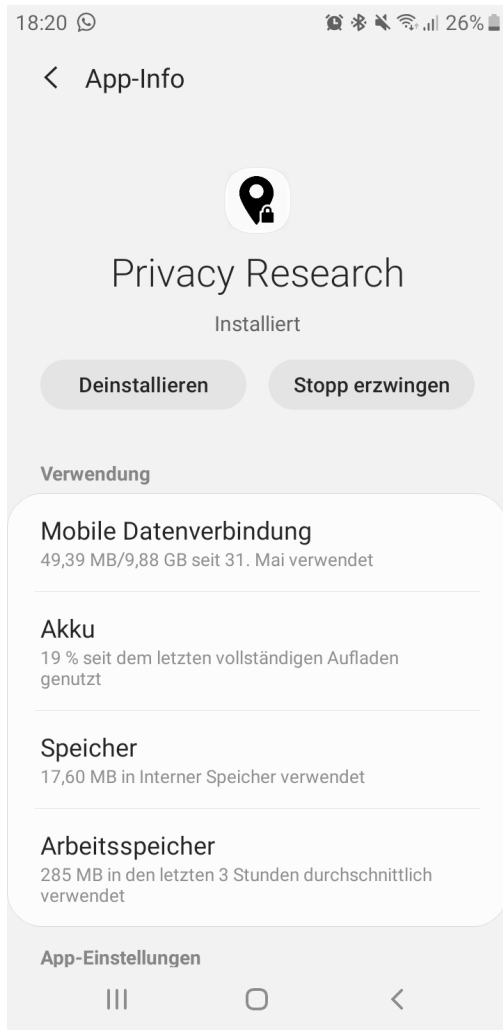 18:20 26%
App-Info
Privacy Research
Installiert
Deinstallieren Stopp erzwingen
Verwendung
Mobile Datenverbindung
49,39 MB/9,88 GB seit 31. Mai verwendet
Akku
19 % seit dem letzten vollständigen Aufladen
genutzt
Speicher
17,60 MB in Interner Speicher verwendet
Arbeitsspeicher
285 MB in den letzten 3 Stunden durchschnittlich
verwendet
App-Einstellungen